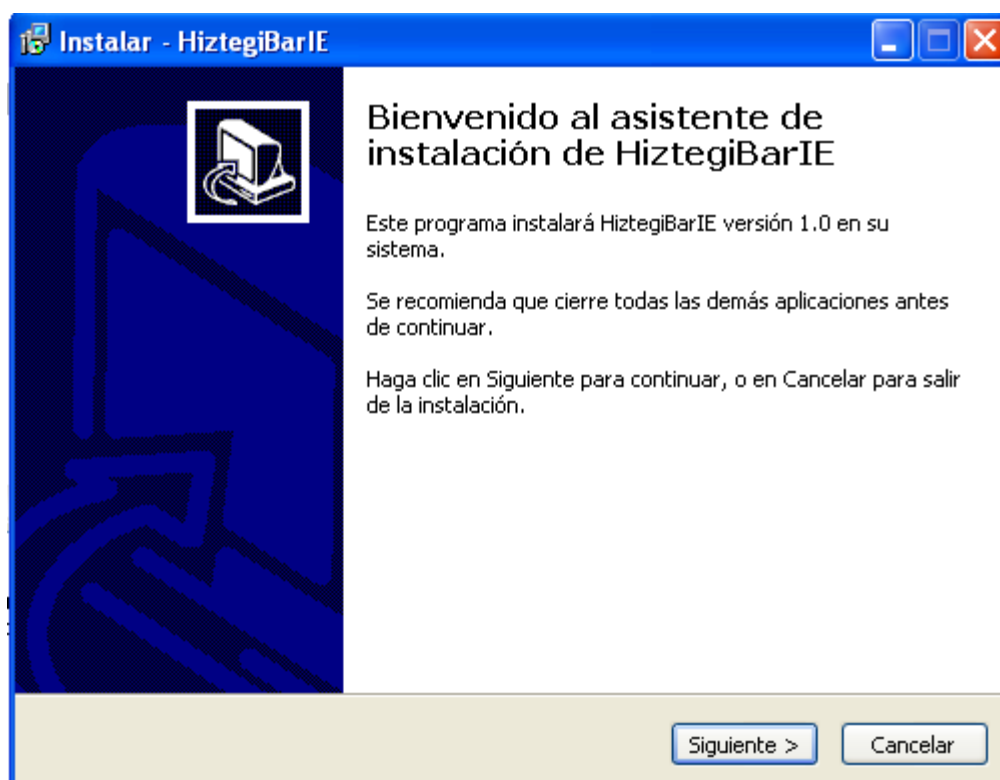 Instalar - HiztegiBarIE
Bienvenido al asistente de
instalación de HiztegiBarIE
Este programa instalará HiztegiBarIE versión 1.0 en su
sistema.
Se recomienda que cierre todas las demás aplicaciones antes
de continuar.
Haga clic en Siguiente para continuar, o en Cancelar para salir
de la instalación.
Siguiente >
Cancelar